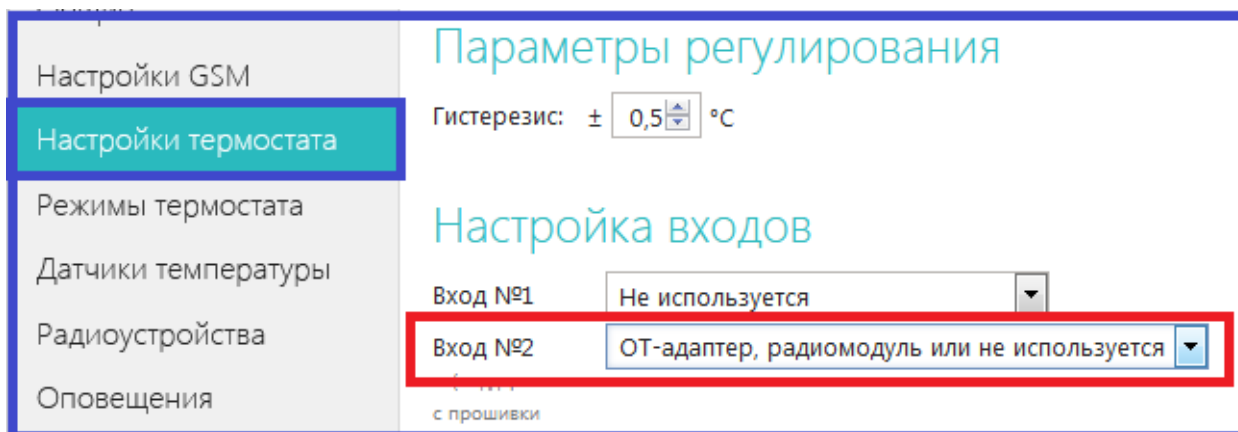 Настройки GSM
Настройки термостата
Режимы термостата
Датчики температуры
Радиоустройства
Оповещения
Параметры регулирования
Гистерезис: ± 0,5 °C
Настройка входов
Вход №1 Не используется
Вход №2 ОТ-адаптер, радиомодуль или не используется
с прошивки